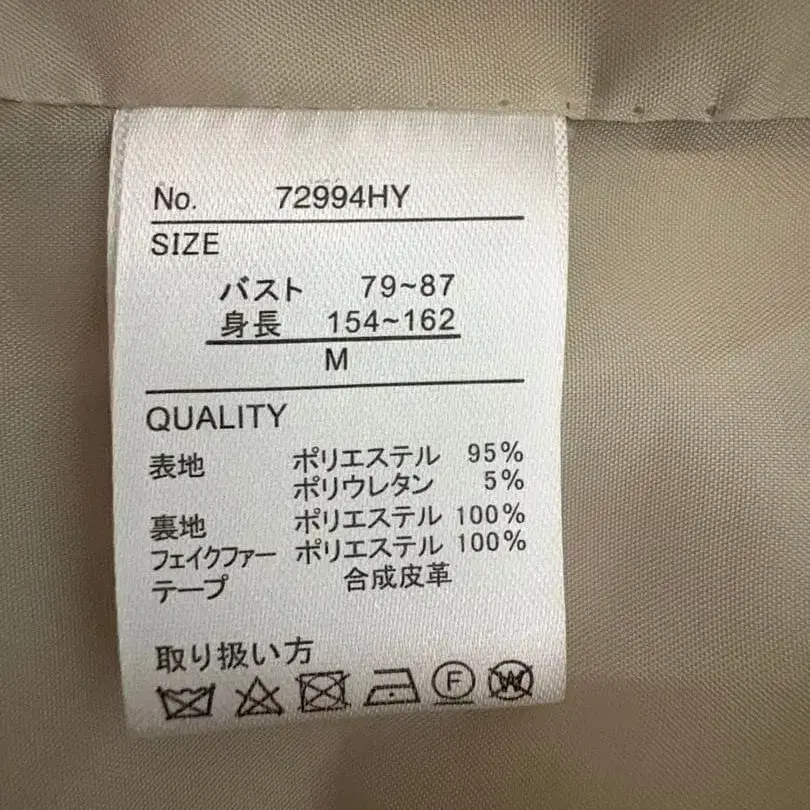 No. 72994HY
SIZE
バスト 79~87
身長 154~162
M
QUALITY
表地 ポリエステル 95%
ポリウレタン 5%
裏地 ポリエステル 100%
フェイクファー ポリエステル 100%
テープ 合成皮革
取り扱い方
F W